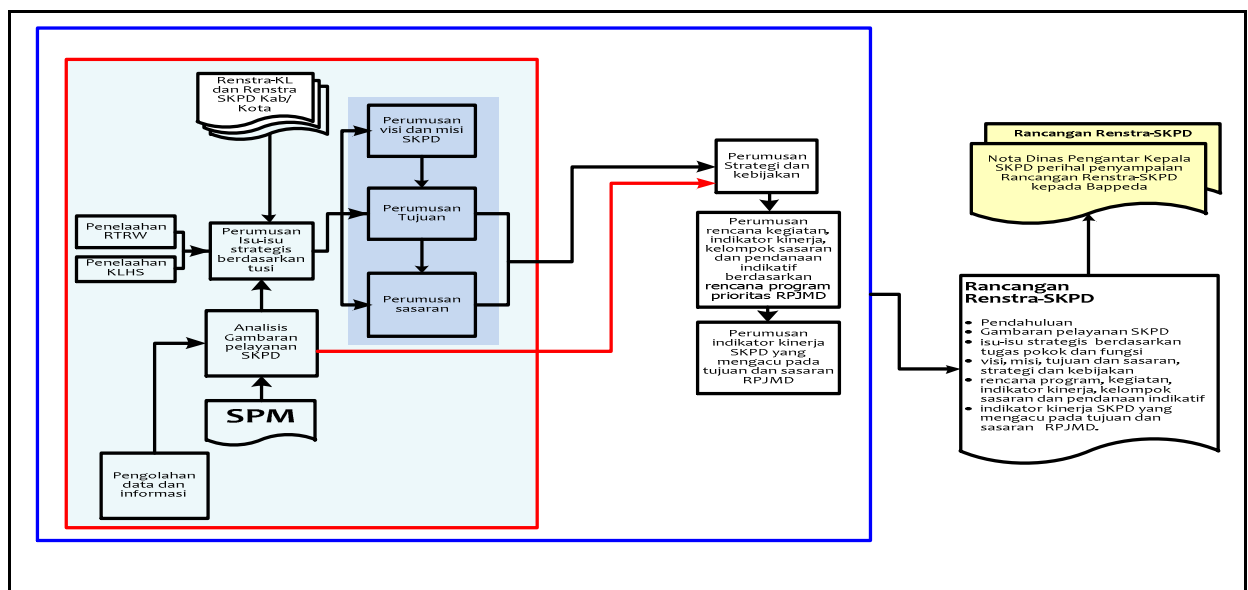 Renstra-KL
dan Renstra
SKPD Kab/
Kota
Penelaahan
RTRW
Penelaahan
KLHS
Perumusan
Isu-isu
strategis
berdasarkan
tusi
Analisis
Gambaran
pelayanan
SKPD
SPM
Pengolahan
data dan
informasi
Perumusan
visi dan misi
SKPD
Perumusan
Tujuan
Perumusan
sasaran
Perumusan
Strategi dan
kebijakan
Perumusan
rencana kegiatan,
indikator kinerja,
kelompok sasaran
dan pendanaan
indikatif
berdasarkan
rencana program
prioritas RPJMD
Perumusan
indikator kinerja
SKPD yang
mengacu pada
tujuan dan sasaran
RPJMD
Rancangan Renstra-SKPD
Nota Dinas Pengantar Kepala
SKPD perihal penyampaian
Rancangan Renstra-SKPD
kepada Bappeda
Rancangan
Renstra-SKPD
• Pendahuluan
• Gambaran pelayanan SKPD
• isu-isu strategis berdasarkan
tugas pokok dan fungsi
• visi, misi, tujuan dan sasaran,
strategi dan kebijakan
• rencana program, kegiatan,
indikator kinerja, kelompok
sasaran dan pendanaan indikatif
• indikator kinerja SKPD yang
mengacu pada tujuan dan
sasaran RPJMD.